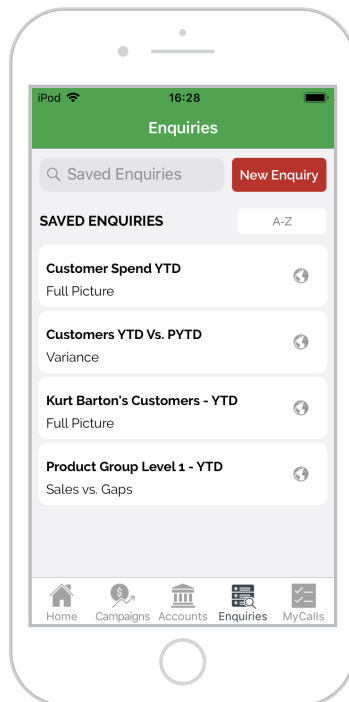 iPod 16:28
Enquiries
Saved Enquiries
New Enquiry
SAVED ENQUIRIES
A-Z
Customer Spend YTD
Full Picture
Customers YTD Vs. PYTD
Variance
Kurt Barton's Customers - YTD
Full Picture
Product Group Level 1 - YTD
Sales vs. Gaps
Home Campaigns Accounts Enquiries MyCalls